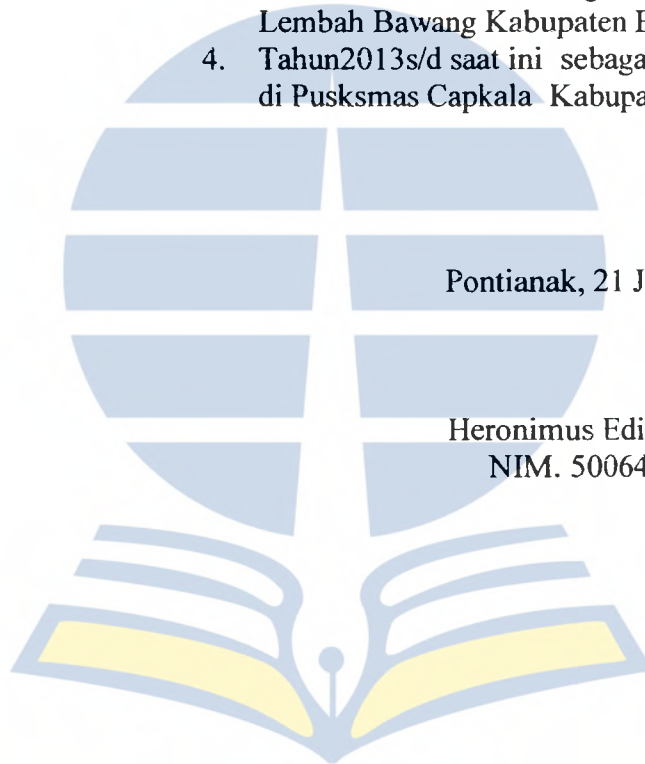 Lembah Bawang Kabupaten
4. Tahun2013s/d saat ini sebaga
di Pusksmas Capkala Kabupa
Pontianak, 21 J
Heronimus Edi
NIM. 50064